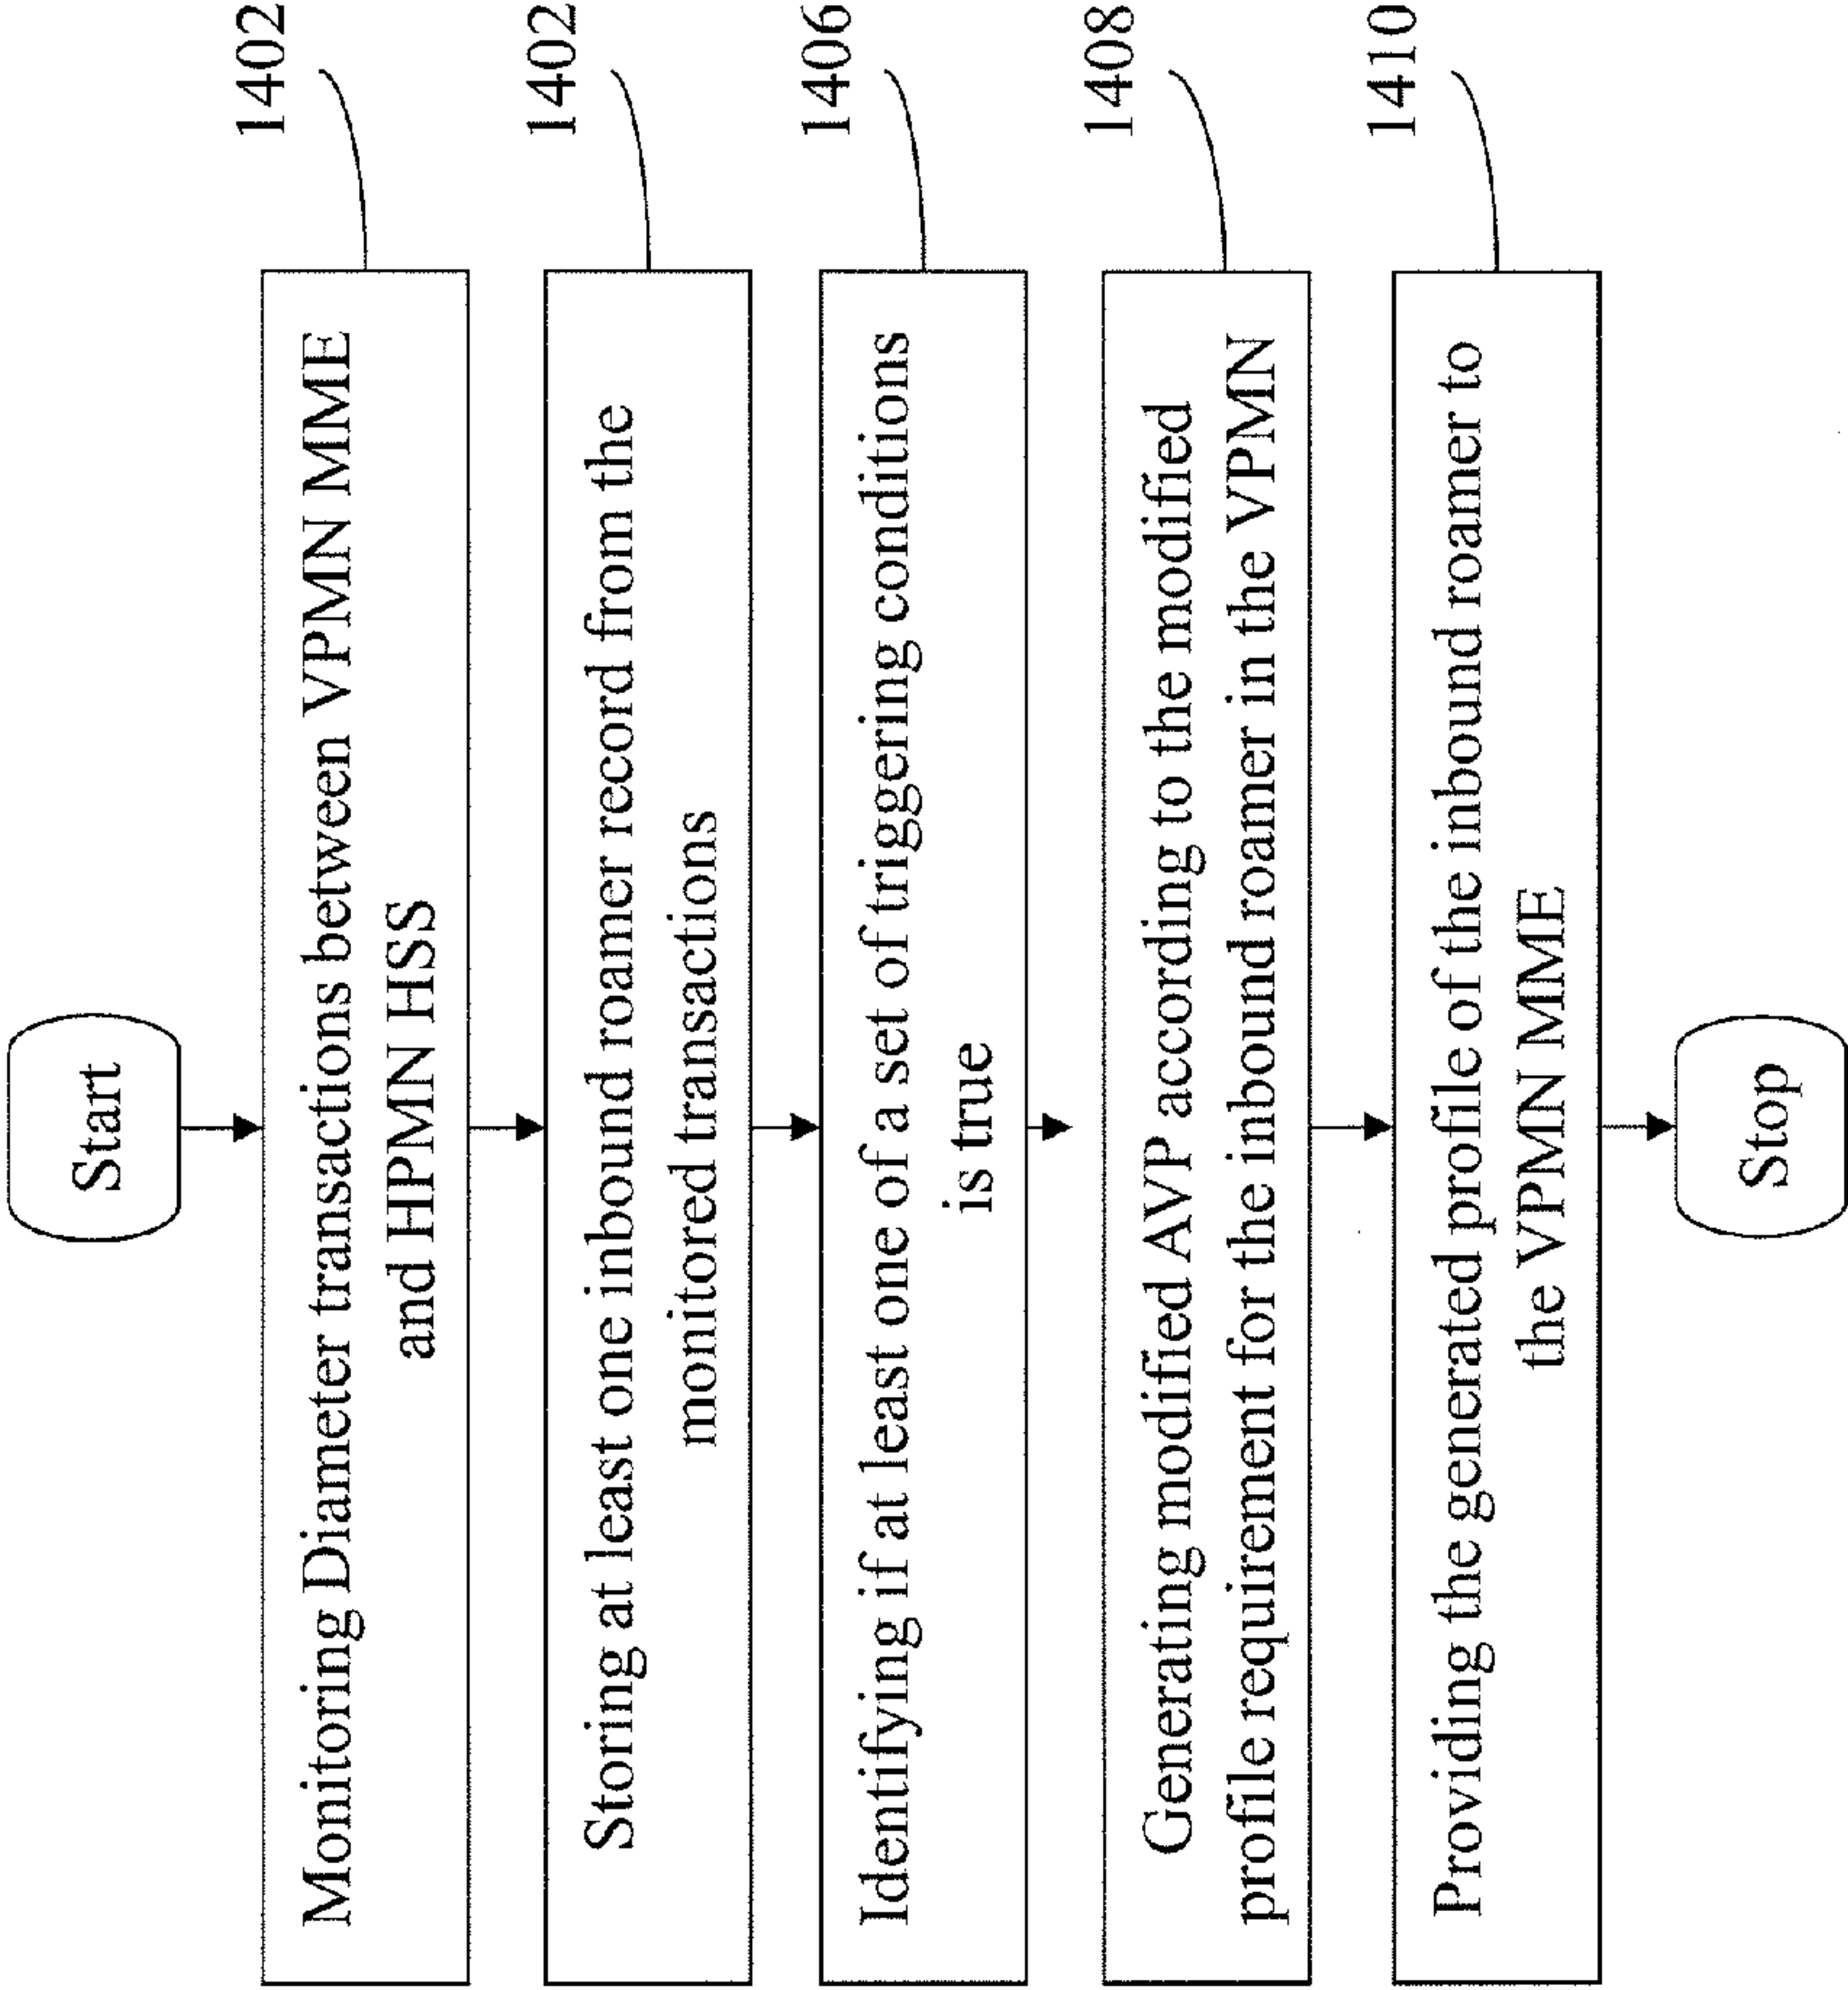 Start
Monitoring Diameter transactions between VPMN MME
and HPMN HSS
1402
Storing at least one inbound roamer record from the
monitored transactions
1402
Identifying if at least one of a set of triggering conditions
is true
1406
Generating modified AVP according to the modified
profile requirement for the inbound roamer in the VPMN
1408
Providing the generated profile of the inbound roamer to
the VPMN MME
1410
Stop